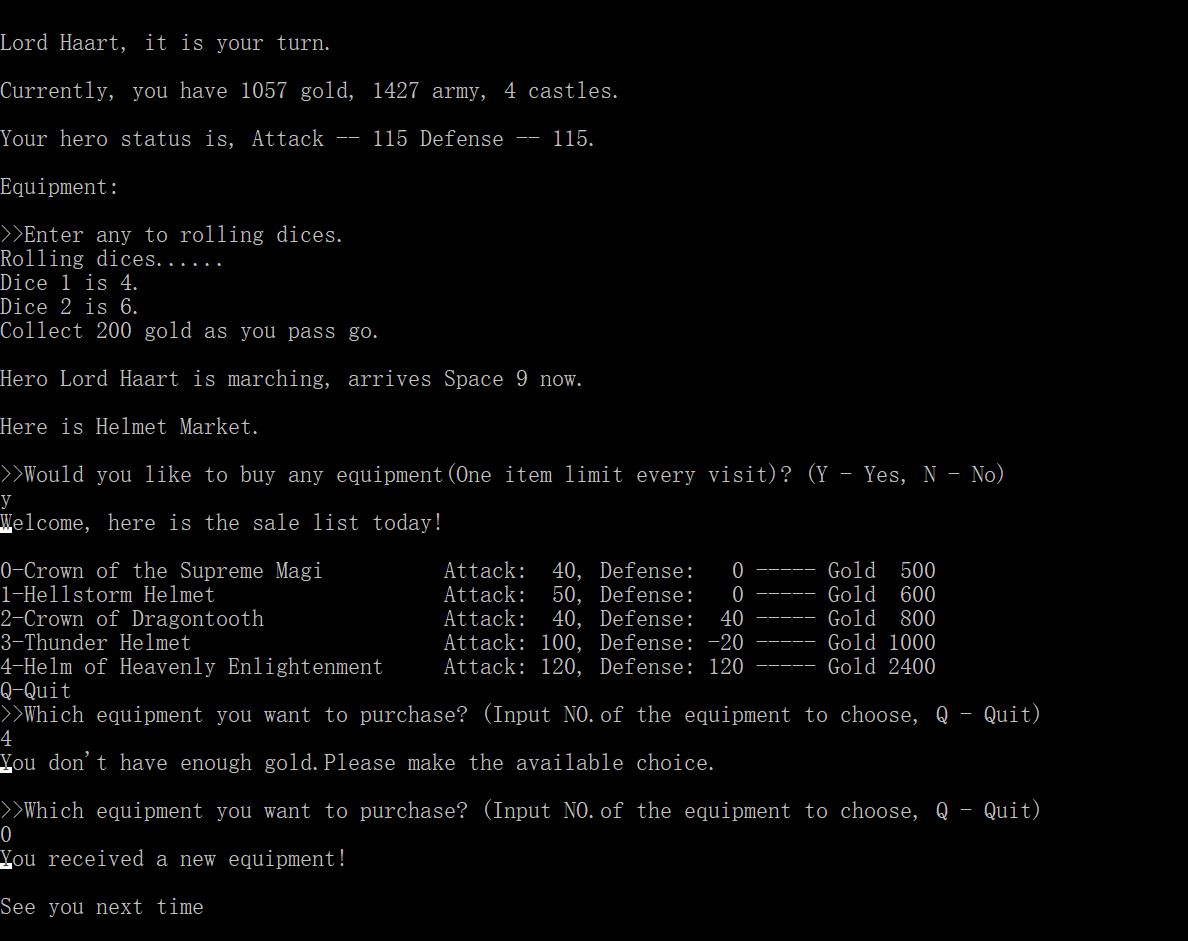 Lord Haart, it is your turn.
Currently, you have 1057 gold, 1427 army, 4 castles.
Your hero status is, Attack -- 115 Defense -- 115.
Equipment:
>>Enter any to rolling dices.
Rolling dices......
Dice 1 is 4.
Dice 2 is 6.
Collect 200 gold as you pass go.
Hero Lord Haart is marching, arrives Space 9 now.
Here is Helmet Market.
>>Would you like to buy any equipment(One item limit every visit)? (Y - Yes, N - No)
y
Welcome, here is the sale list today!
0-Crown of the Supreme Magi          Attack:  40, Defense:   0 ----- Gold  500
1-Hellstorm Helmet                   Attack:  50, Defense:   0 ----- Gold  600
2-Crown of Dragontooth               Attack:  40, Defense:  40 ----- Gold  800
3-Thunder Helmet                     Attack: 100, Defense: -20 ----- Gold 1000
4-Helm of Heavenly Enlightenment     Attack: 120, Defense: 120 ----- Gold 2400
Q-Quit
>>Which equipment you want to purchase? (Input NO.of the equipment to choose, Q - Quit)
4
You don't have enough gold.Please make the available choice.
>>Which equipment you want to purchase? (Input NO.of the equipment to choose, Q - Quit)
0
You received a new equipment!
See you next time